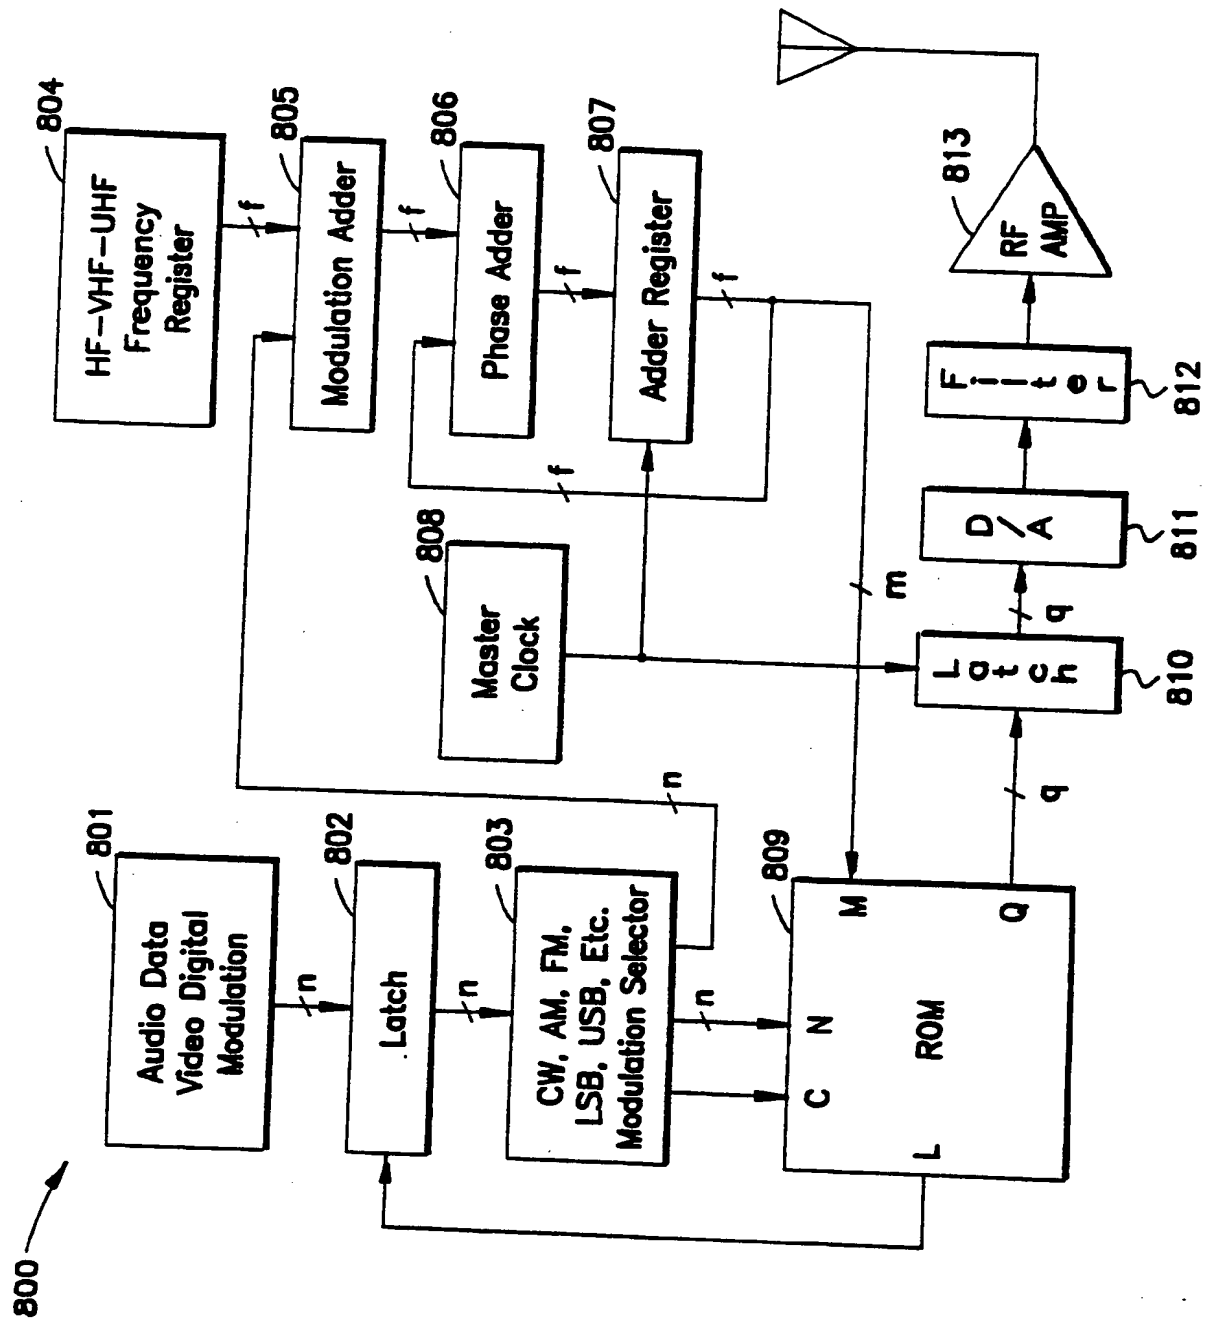 800
801
Audio Data
Video Digital
Modulation
n
802
Latch
n
803
CW, AM, FM,
LSB, USB, Etc.
Modulation Selector
n
n
804
HF-VHF-UHF
Frequency
Register
f
805
Modulation Adder
f
806
Phase Adder
f
807
Adder Register
f
f
808
Master
Clock
m
809
C
N
M
L
ROM
Q
q
Latch
810
q
D/A
811
Filter
812
RF
AMP
813